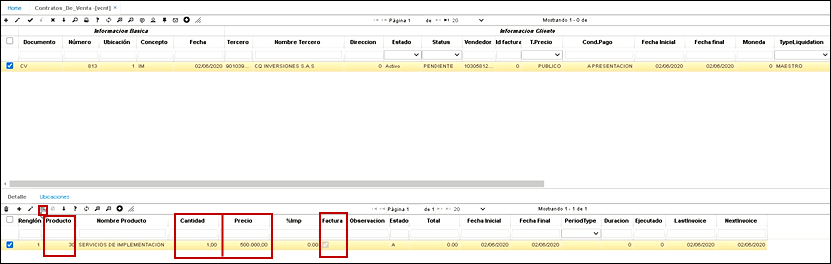 Home Contratos_De_Venta -[vcnt] ×
Página 1 de 20 Mostrando 1 - 0 de
Informacion Basica Informacion Cliente
Documento Número Ubicación Concepto Fecha Tercero Nombre Tercero Direccion Estado Status Vendedor Id factura T.Precio Cond.Pago Fecha Inicial Fecha final Moneda TypeLiquidation
CV 813 1 IM 02/06/2020 901039... CQ INVERSIONES S.A.S 0 Activo PENDIENTE 10305812... 0 PUBLICO A PRESENTACION 02/06/2020 02/06/2020 0 MAESTRO
Detalle Ubicaciones
Página 1 de 1 20 Mostrando 1 - 1 de 1
Renglón Producto Nombre Producto Cantidad Precio %Imp Factura Observacion Estado Total Fecha Inicial Fecha Final PeriodType Duracion Ejecutado LastInvoice NextInvoice
1 SERVICIOS DE IMPLEMENTACION 1,00 500.000,00 0.00 A 0.00 02/06/2020 02/06/2020 0 0 02/06/2020 02/06/2020